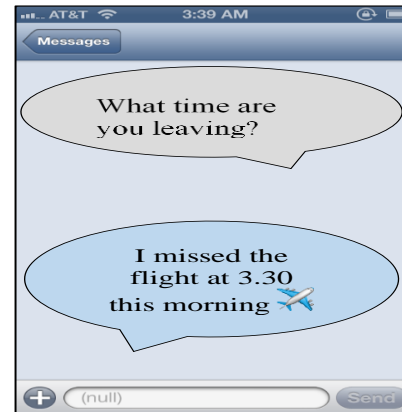 AT&T 3:39 AM
Messages
What time are
you leaving?
I missed the
flight at 3.30
this morning ✈️
(null)
Send